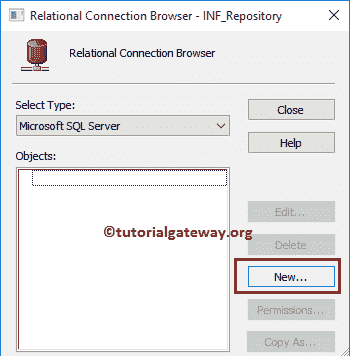 Relational Connection Browser - INF_Repository
Relational Connection Browser
Select Type:
Microsoft SQL Server
Close
Help
Objects:
©tutorialgateway.org
Edit...
Delete
New...
Permissions...
Copy As...